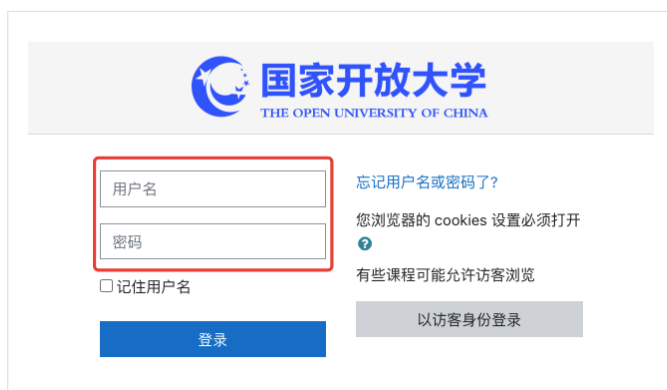 国家开放大学
THE OPEN UNIVERSITY OF CHINA
用户名
密码
记住用户名
登录
忘记用户名或密码了?
您浏览器的 cookies 设置必须打开
?
有些课程可能允许访客浏览
以访客身份登录